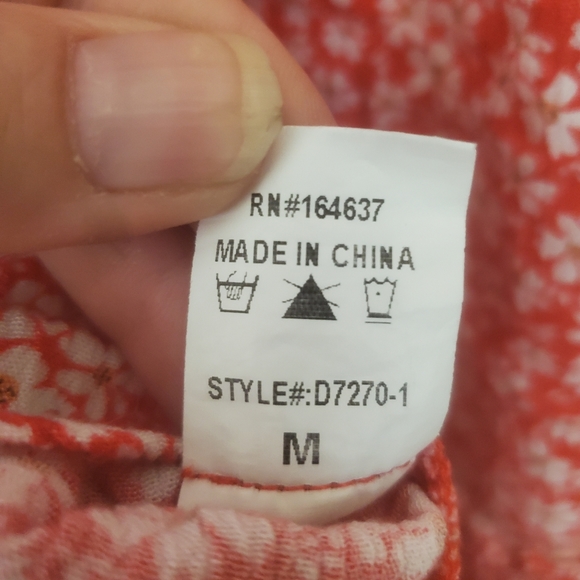 RN#164637
MADE IN CHINA
STYLE#:D7270-1
M